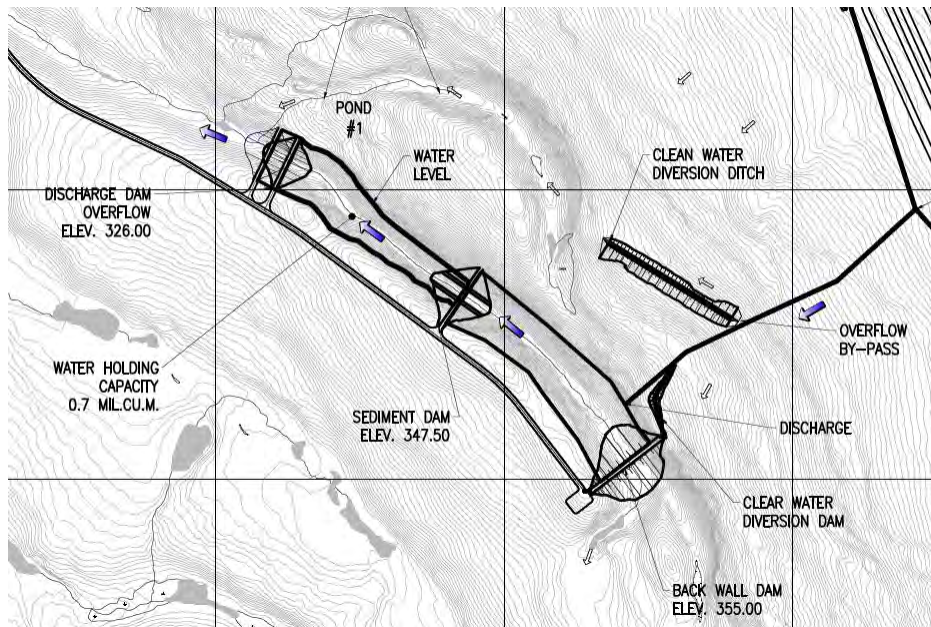 POND
#1
WATER
LEVEL
CLEAN WATER
DIVERSION DITCH
DISCHARGE DAM
OVERFLOW
ELEV. 326.00
OVERFLOW
BY-PASS
WATER HOLDING
CAPACITY
0.7 MIL.CU.M.
SEDIMENT DAM
ELEV. 347.50
DISCHARGE
CLEAR WATER
DIVERSION DAM
BACK WALL DAM
ELEV. 355.00